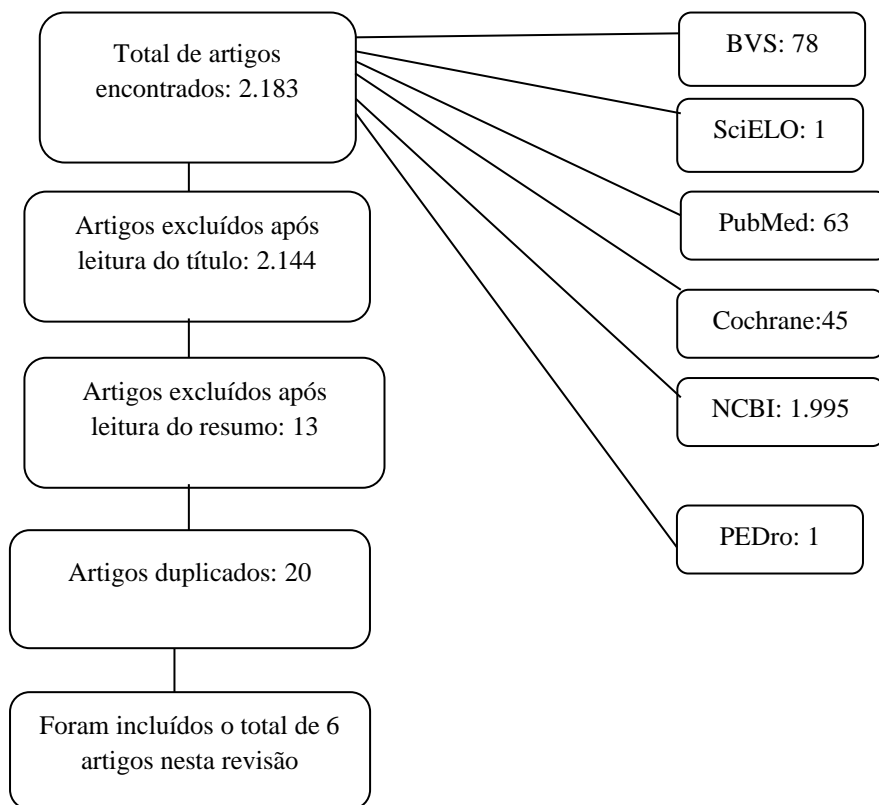 Total de artigos
encontrados: 2.183
BVS: 78
SciELO: 1
PubMed: 63
Cochrane:45
NCBI: 1.995
PEDro: 1
Artigos excluídos após
leitura do título: 2.144
Artigos excluídos após
leitura do resumo: 13
Artigos duplicados: 20
Foram incluídos o total de 6
artigos nesta revisão